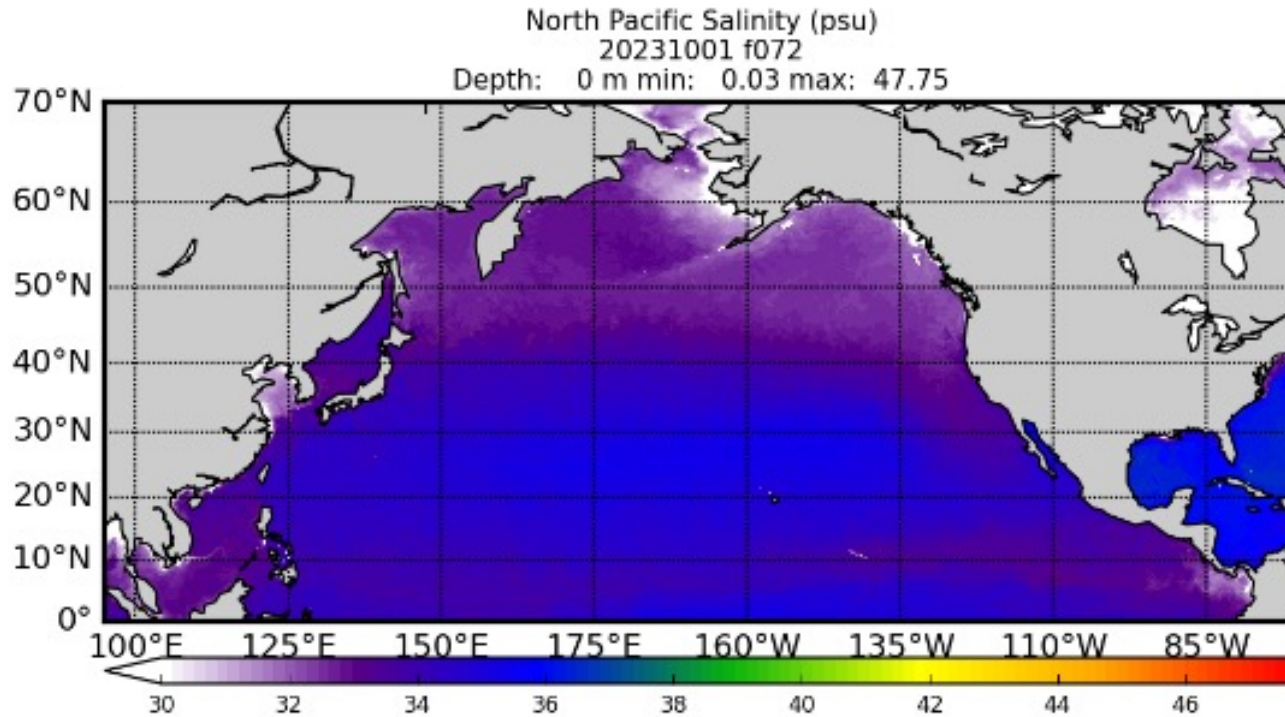 North Pacific Salinity (psu)
20231001 f072
Depth: 0 m min: 0.03 max: 47.75
70°N
60°N
50°N
40°N
30°N
20°N
10°N
0°
100°E 125°E 150°E 175°E 160°W 135°W 110°W 85°W
30 32 34 36 38 40 42 44 46